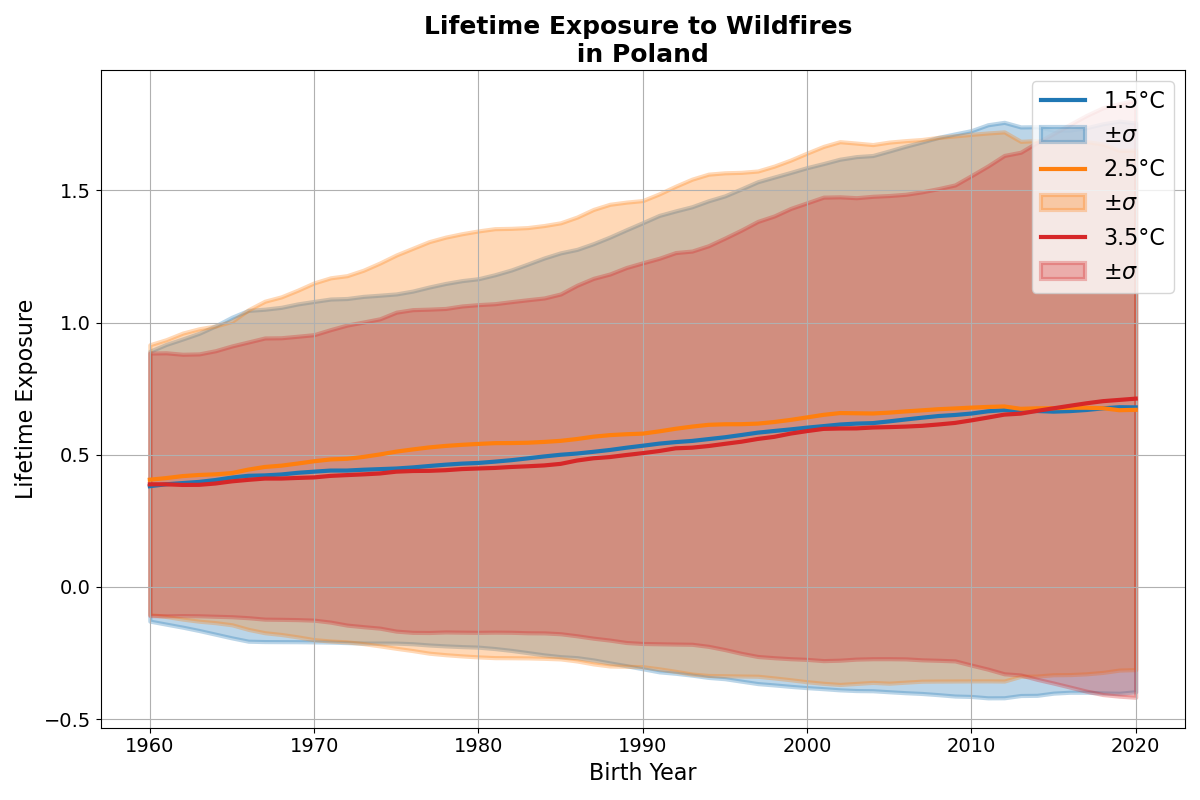 Lifetime Exposure to Wildfires
in Poland
1.5°C
±σ
2.5°C
±σ
3.5°C
±σ
Lifetime Exposure
1.5
1.0
0.5
0.0
−0.5
1960 1970 1980 1990 2000 2010 2020
Birth Year